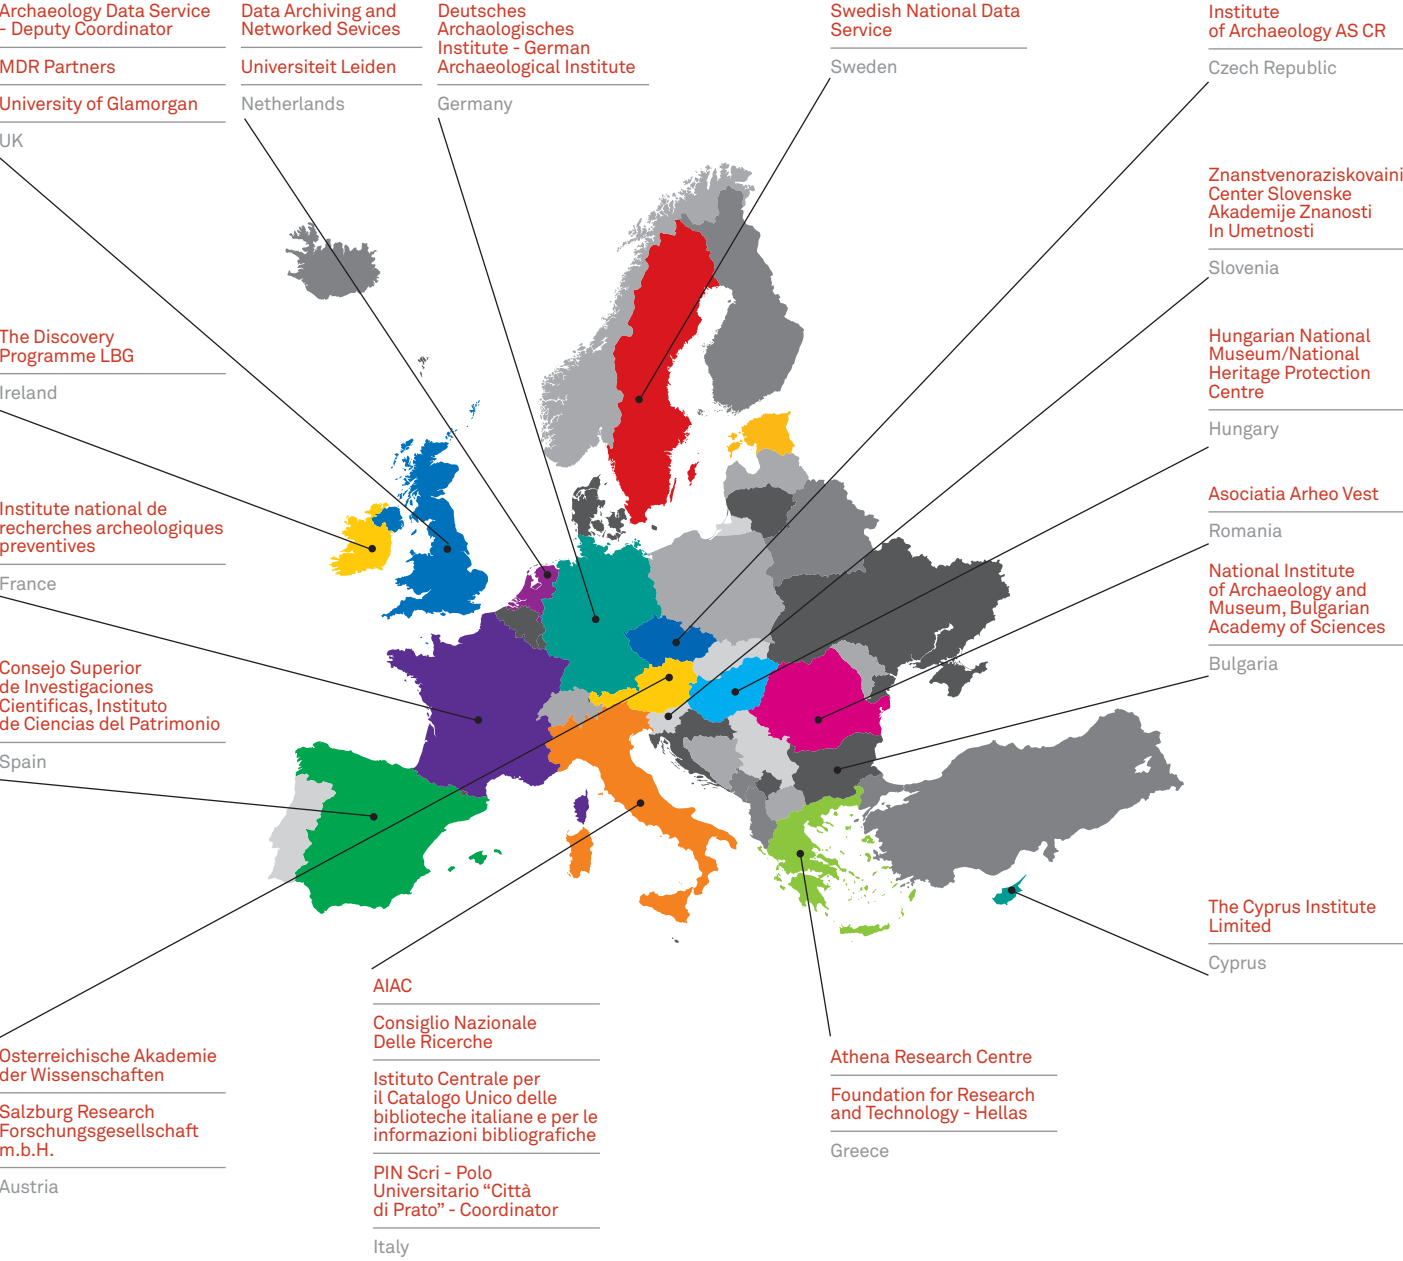 Archaeology Data Service
- Deputy Coordinator
MDR Partners
University of Glamorgan
UK
Data Archiving and
Networked Sevices
Universiteit Leiden
Netherlands
Deutsches
Archaologisches
Institute - German
Archaeological Institute
Germany
Swedish National Data
Service
Sweden
Institute
of Archaeology AS CR
Czech Republic
Znanstvenoraziskovaini
Center Slovenske
Akademije Znanosti
In Umetnosti
Slovenia
The Discovery
Programme LBG
Ireland
Hungarian National
Museum/National
Heritage Protection
Centre
Hungary
Institute national de
recherches archeologiques
preventives
France
Asociatia Arheo Vest
Romania
National Institute
of Archaeology and
Museum, Bulgarian
Academy of Sciences
Bulgaria
Consejo Superior
de Investigaciones
Cientificas, Instituto
de Ciencias del Patrimonio
Spain
The Cyprus Institute
Limited
Cyprus
Osterreichische Akademie
der Wissenschaften
Salzburg Research
Forschungsgesellschaft
m.b.H.
Austria
AIAC
Consiglio Nazionale
Delle Ricerche
Istituto Centrale per
il Catalogo Unico delle
biblioteche italiane e per le
informazioni bibliografiche
PIN Scri - Polo
Universitario “Città
di Prato” - Coordinator
Italy
Athena Research Centre
Foundation for Research
and Technology - Hellas
Greece